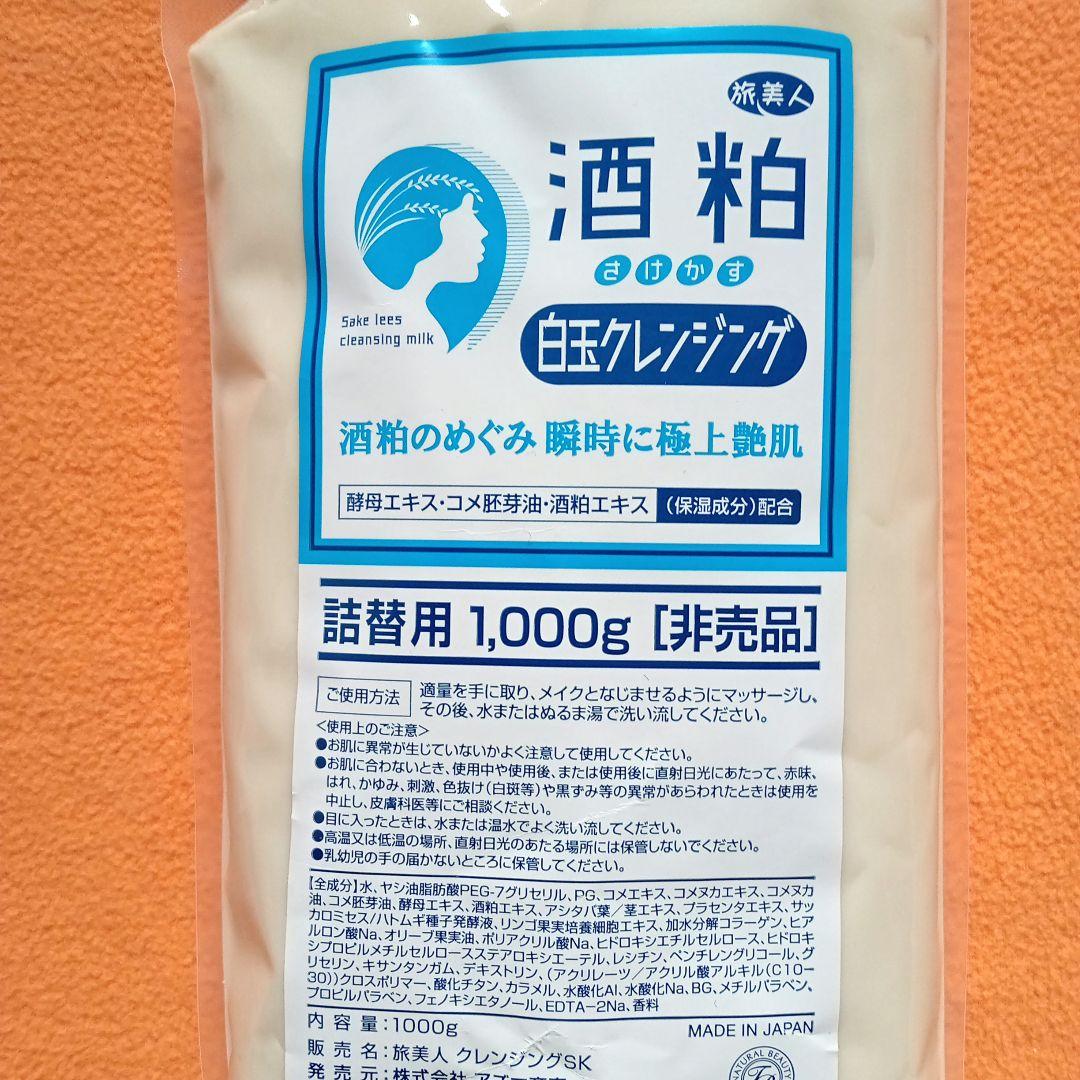 旅美人
酒粕
さけかす
Sake lees
cleansing milk
白玉クレンジング
酒粕のめぐみ 瞬時に極上艶肌
酵母エキス・コメ胚芽油・酒粕エキス (保湿成分)配合
詰替用 1,000g [非売品]
ご使用方法 適量を手に取り、メイクとなじませるようにマッサージし、
その後、水またはぬるま湯で洗い流してください。
<使用上のご注意>
●お肌に異常が生じていないかよく注意して使用してください。
●お肌に合わないとき、使用中や使用後、または使用後に直射日光にあたって、赤味、
はれ、かゆみ、刺激、色抜け(白斑等)や黒ずみ等の異常があらわれたときは使用を
中止し、皮膚科医等にご相談ください。
●目に入ったときは、水または温水でよく洗い流してください。
●高温又は低温の場所、直射日光のあたる場所には保管しないでください。
●乳幼児の手の届かないところに保管してください。
【全成分】水、ヤシ油脂肪酸PEG-7グリセリル、PG、コメエキス、コメヌカエキス、コメヌカ
油、コメ胚芽油、酵母エキス、酒粕エキス、アシタバ葉/茎エキス、プラセンタエキス、サッ
カロミセス/ハトムギ種子発酵液、リンゴ果実培養細胞エキス、加水分解コラーゲン、ヒア
ルロン酸Na、オリーブ果実油、ポリアクリル酸Na、ヒドロキシエチルセルロース、ヒドロキ
シプロピルメチルセルロースステアロキシエーテル、レシチン、ペンチレングリコール、グ
リセリン、キサンタンガム、デキストリン、(アクリレーツ/アクリル酸アルキル(C10-
30))クロスポリマー、酸化チタン、カラメル、水酸化Al、水酸化Na、BG、メチルパラベン、
プロピルパラベン、フェノキシエタノール、EDTA-2Na、香料
内容量:1000g
MADE IN JAPAN
販売名:旅美人 クレンジングSK
発売元:株式会社 アズマ商事
NATURAL BEAUTY